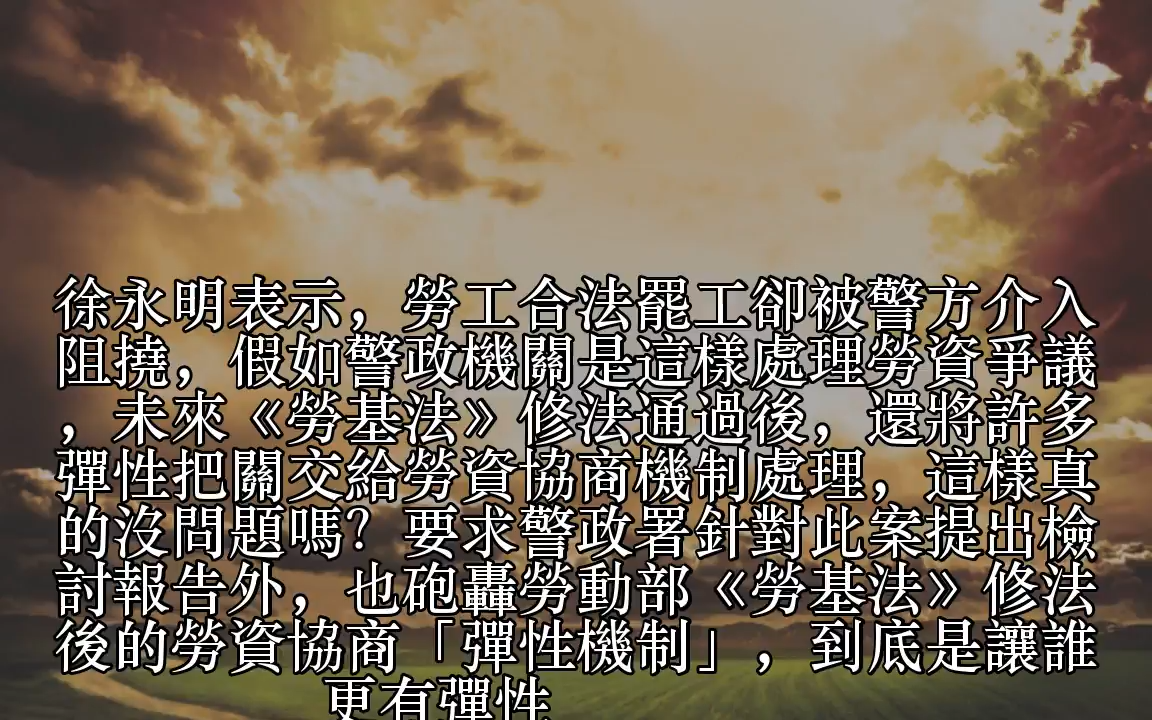 徐永明表示，勞工合法罷工卻被警方介入
阻撓，假如警政機關是這樣處理勞資爭議
，未來《勞基法》修法通過後，還將許多
彈性把關交給勞資協商機制處理，這樣真
的沒問題嗎？要求警政署針對此案提出檢
討報告外，也砲轟勞動部《勞基法》修法
後的勞資協商「彈性機制」，到底是讓誰
更有彈性